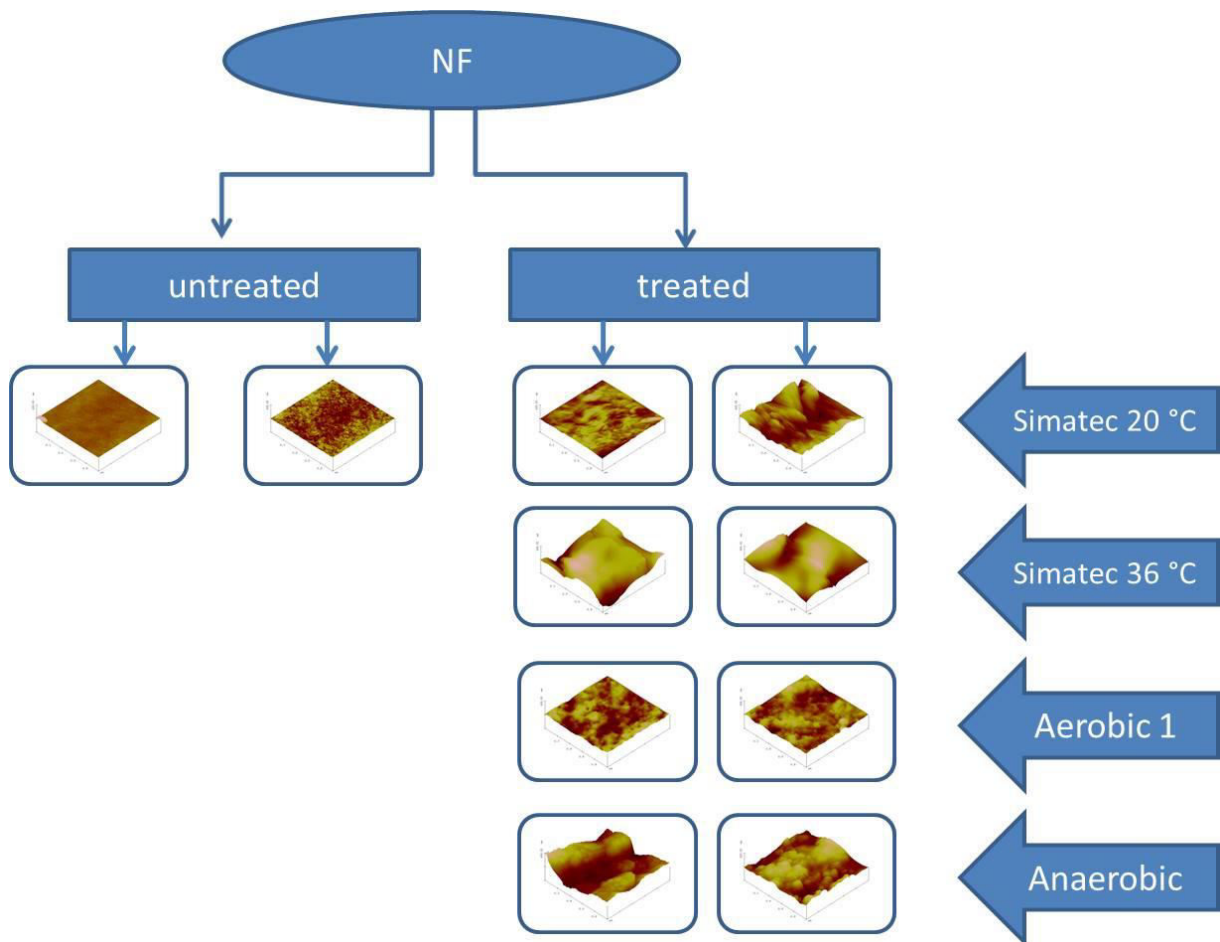 NF
untreated
treated
Simatec 20 °C
Simatec 36 °C
Aerobic 1
Anaerobic